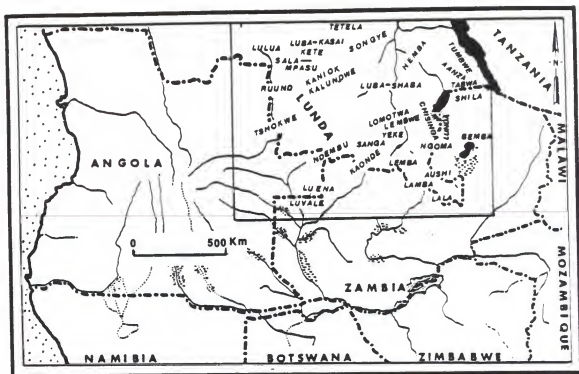 TETELA
LULUA
LUBA-KASAI
KETE
SONGYE
SALA-
MPASU
KANIOK
KALUNDWE
HEMBA
TUMBWE
TABWA
TANZANIA
RUUND
LUBA-SHABA
SHILA
TSHOKWE
LUNDA
LOMOTWA
LEMBWE
YEKE
CHISINGA
LUNDA
BEMBA
NDEMBU
SANGA
NGOMA
MALAWI
ANGOLA
KAONDE
LEMBA
AUSHI
LUENA
LUVALE
LAMBA
LALA
0 500 Km
ZAMBIA
MOZAMBIQUE
NAMIBIA
BOTSWANA
ZIMBABWE
N